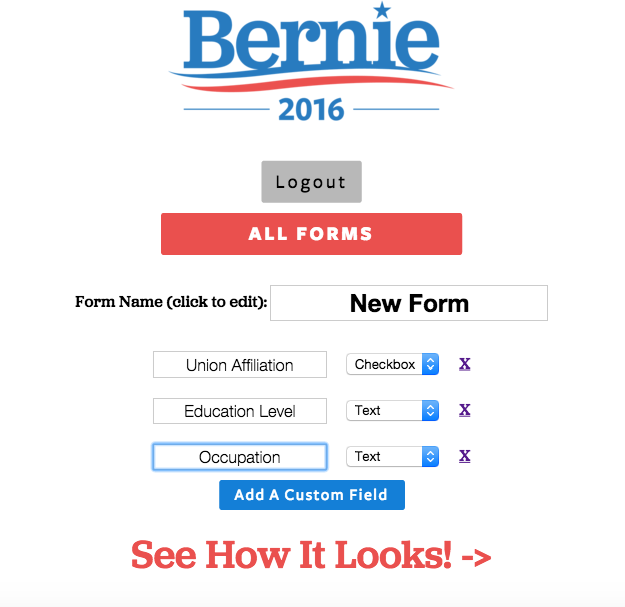 Bernie
2016
Logout
ALL FORMS
Form Name (click to edit): New Form
Union Affiliation Checkbox X
Education Level Text X
Occupation Text X
Add A Custom Field
See How It Looks! ->